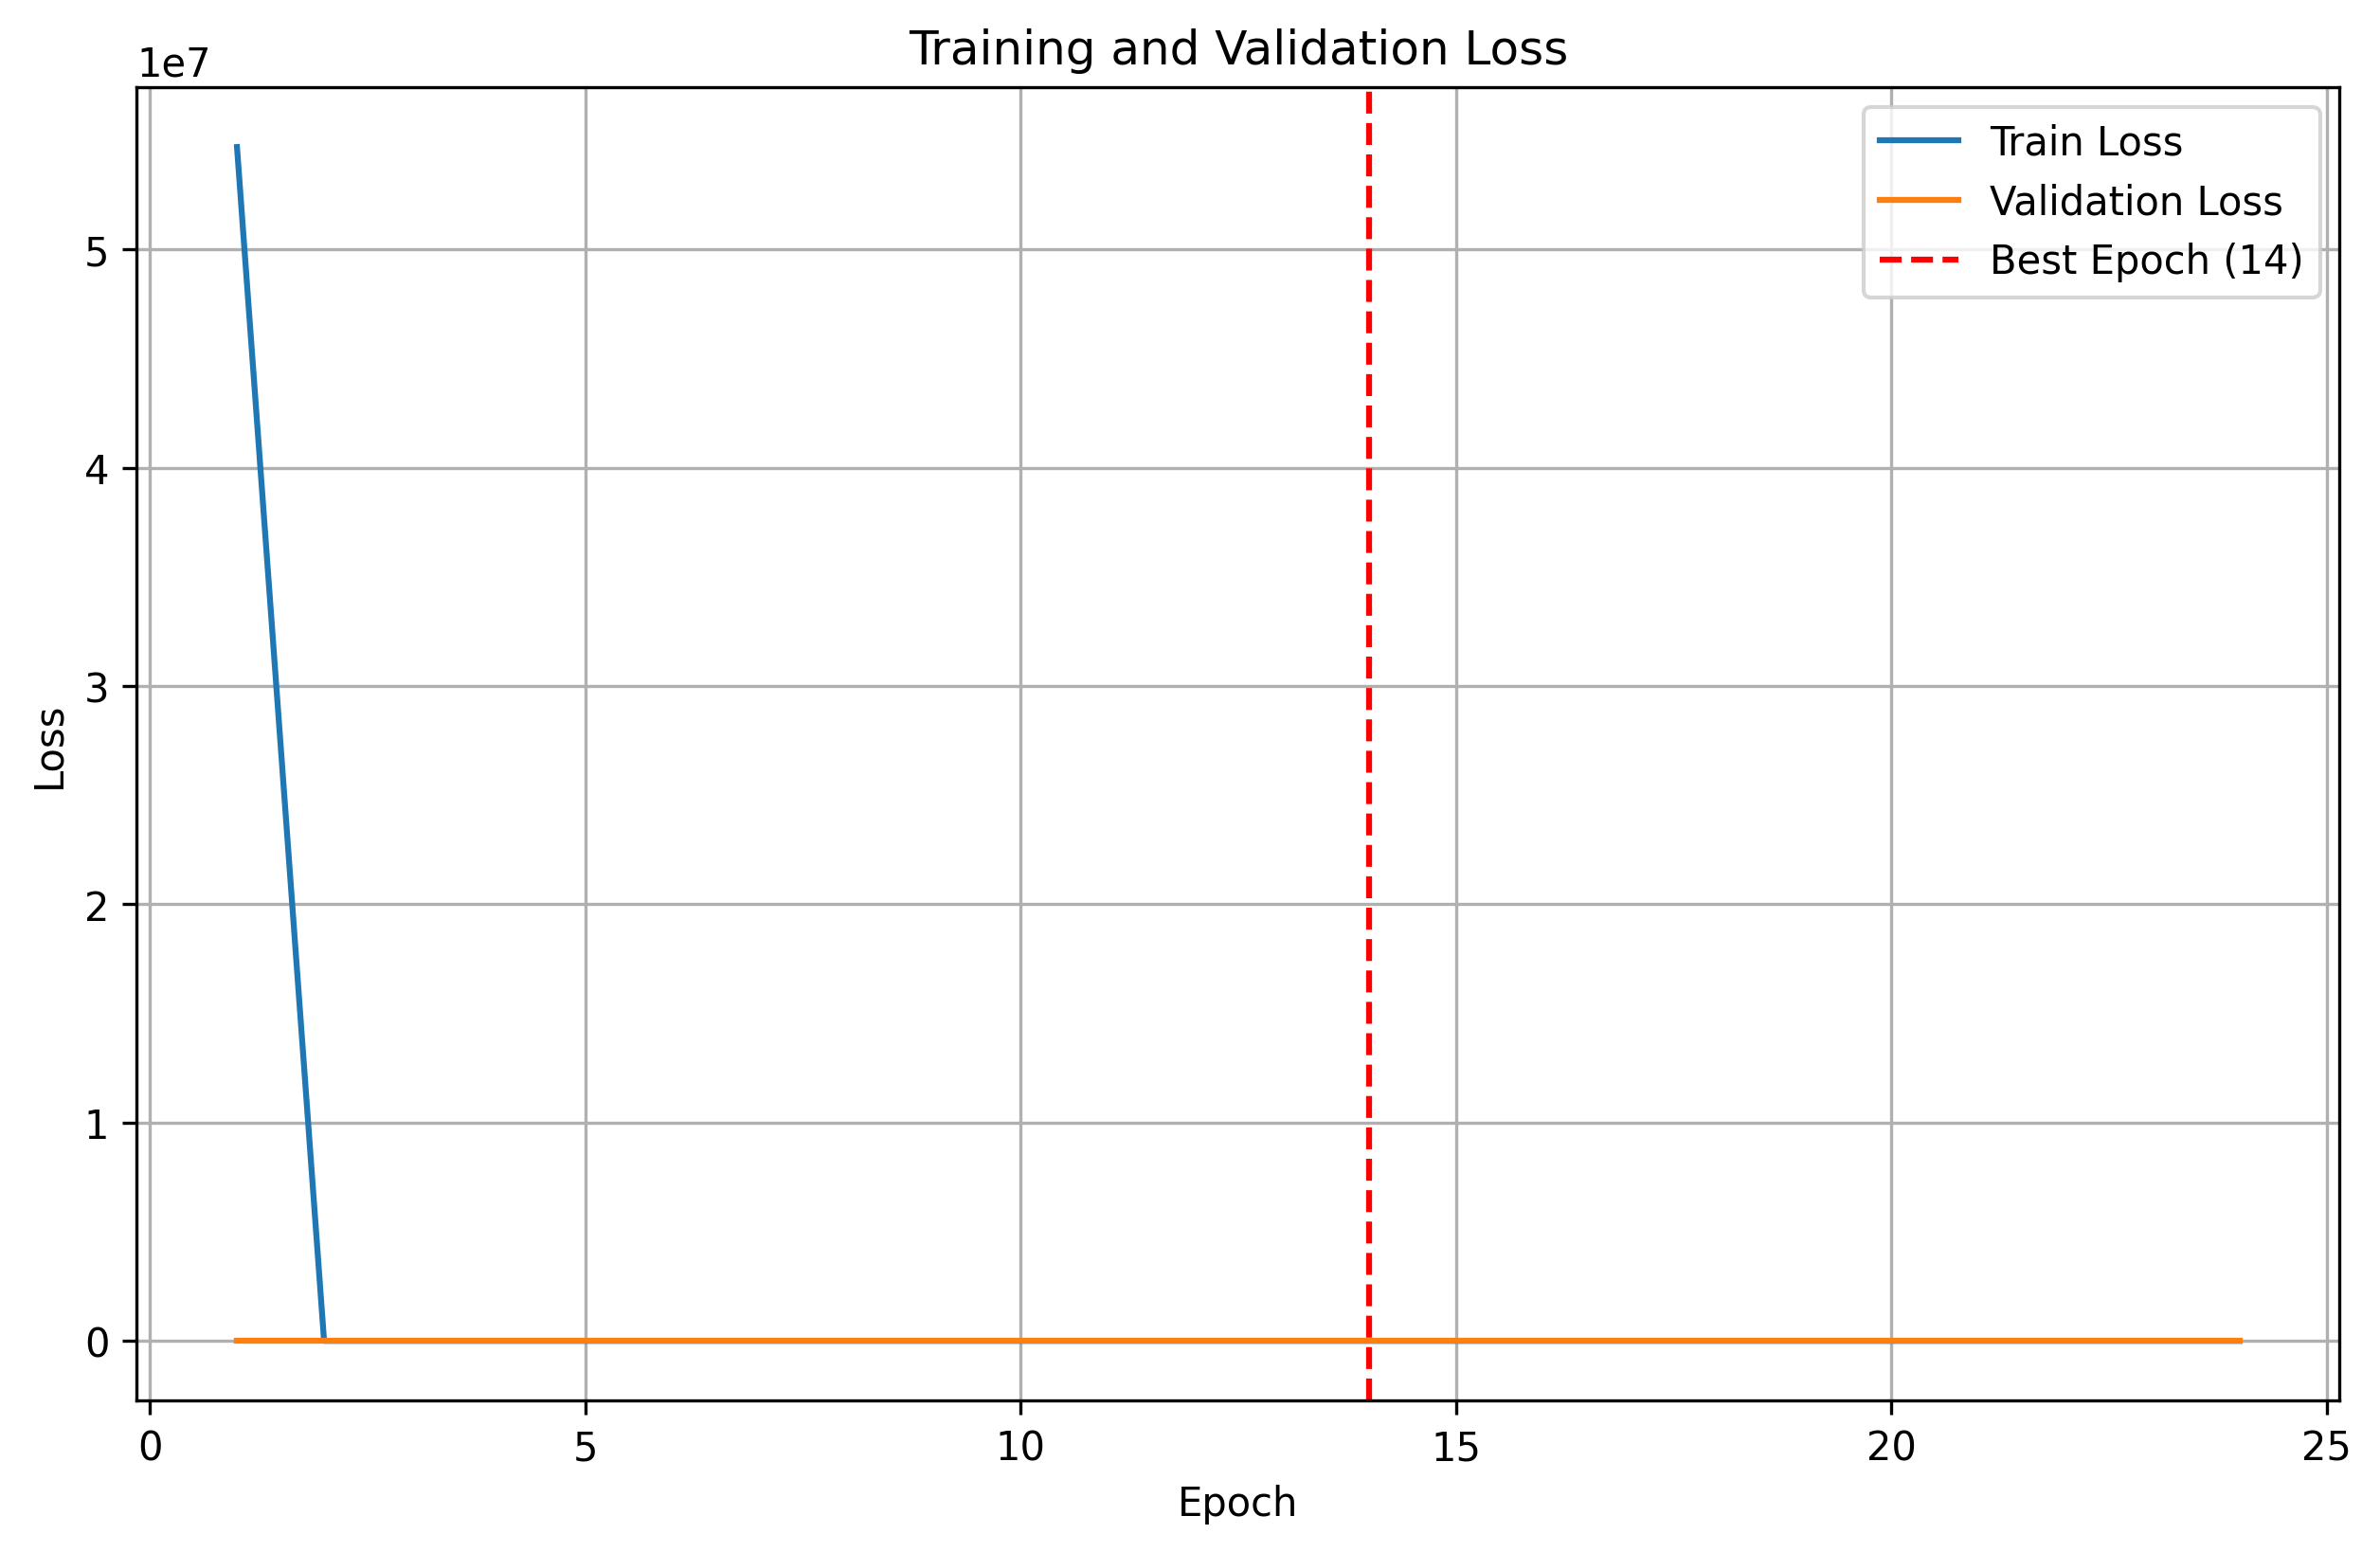 Training and Validation Loss
1e7
Train Loss
Validation Loss
Best Epoch (14)
5
4
3
2
1
0
Loss
0 5 10 15 20 25
Epoch